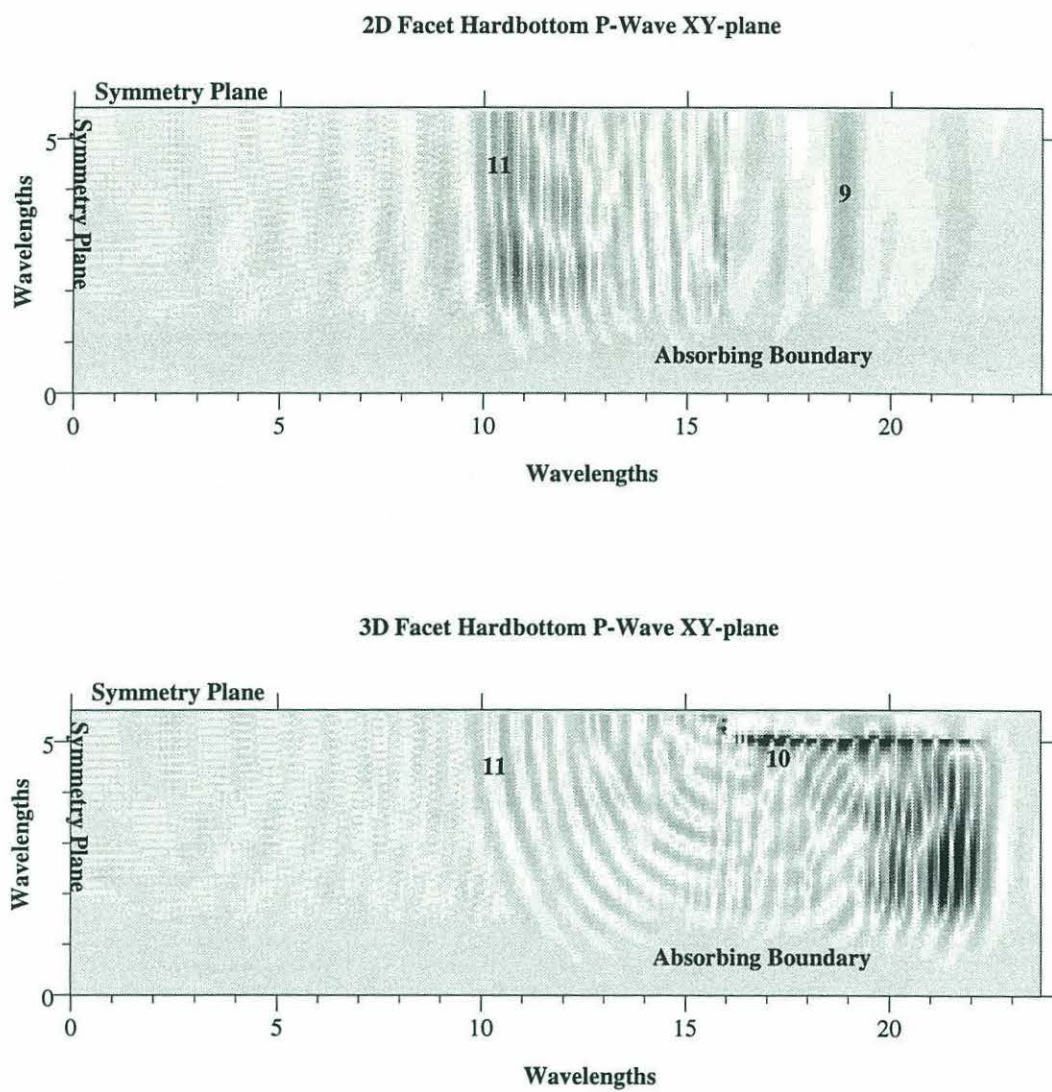 2D Facet Hardbottom P-Wave XY-plane
Symmetry Plane
Symmetry Plane
Wavelengths
5
0
11
9
Absorbing Boundary
0 5 10 15 20
Wavelengths
3D Facet Hardbottom P-Wave XY-plane
Symmetry Plane
Symmetry Plane
Wavelengths
5
0
11
10
Absorbing Boundary
0 5 10 15 20
Wavelengths